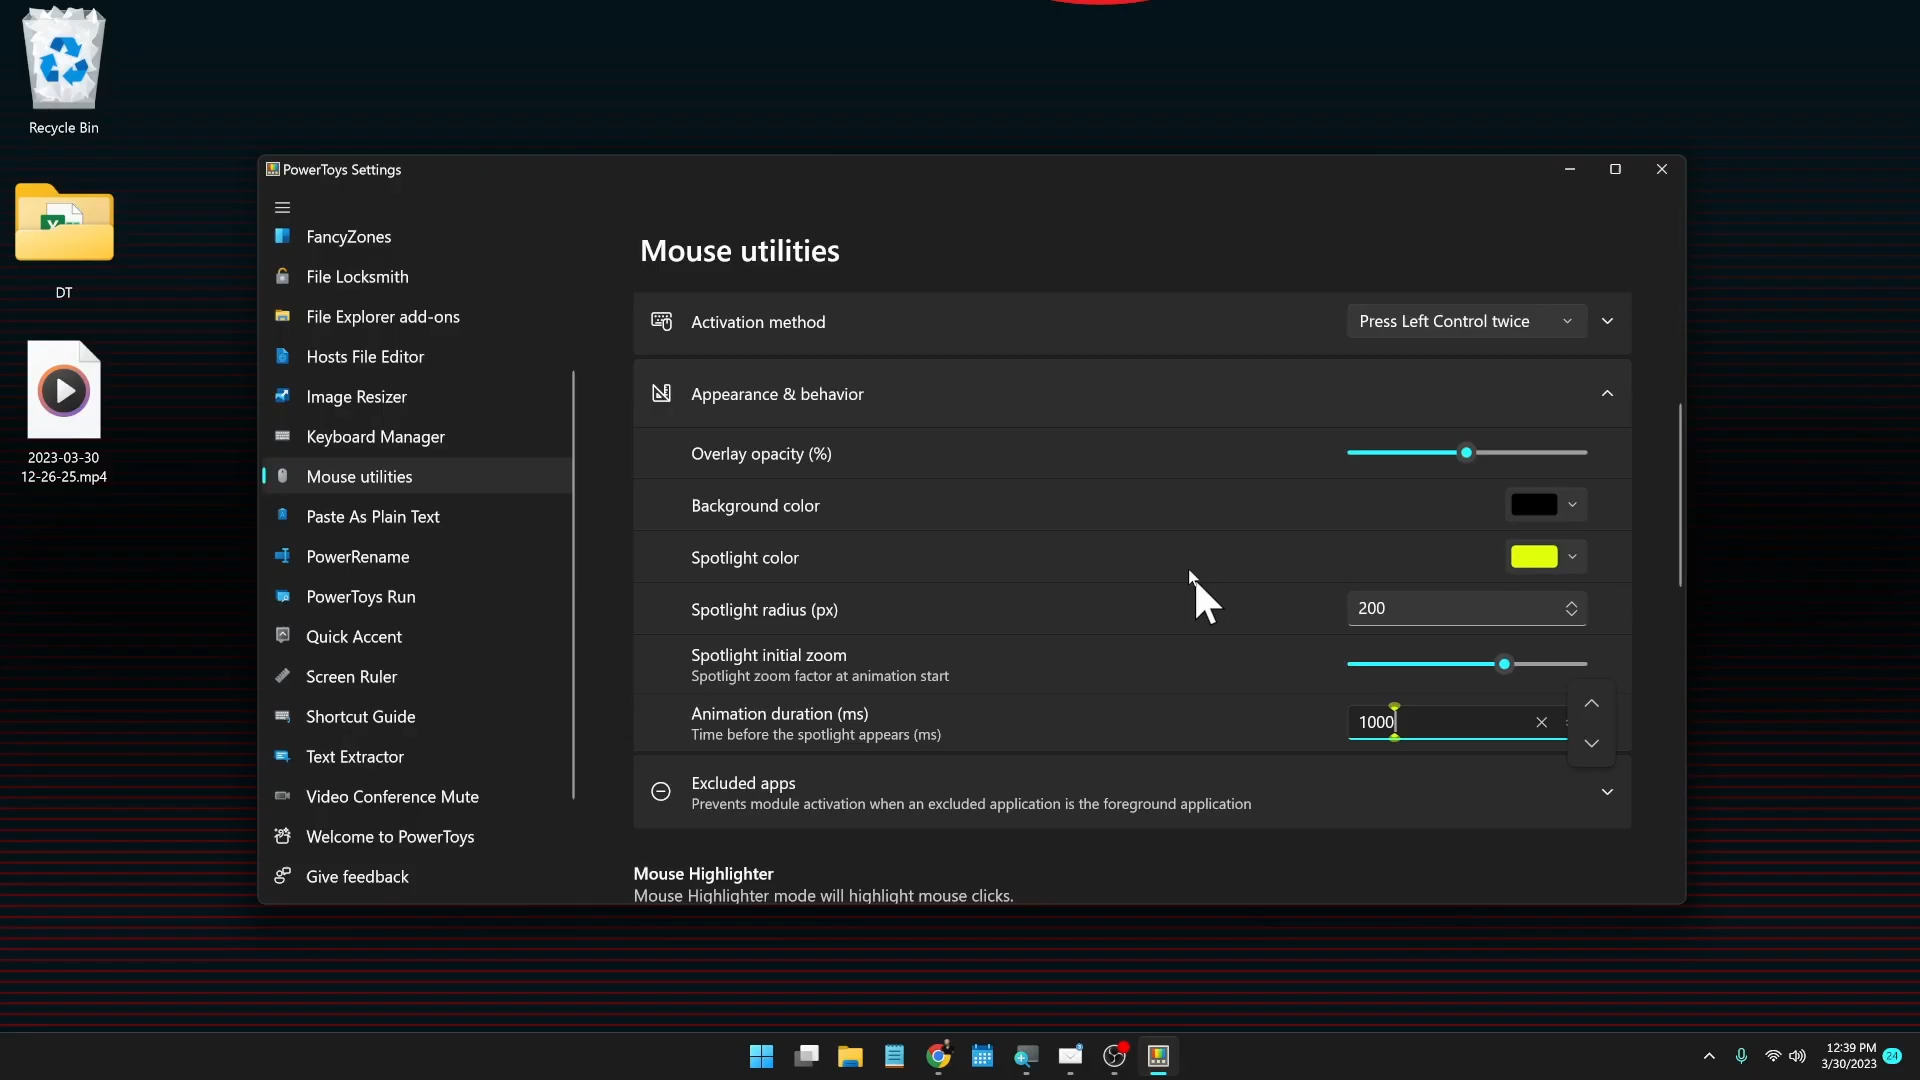 Recycle Bin
DT
2023-03-30
12-26-25.mp4
PowerToys Settings
FancyZones
File Locksmith
File Explorer add-ons
Hosts File Editor
Image Resizer
Keyboard Manager
Mouse utilities
Paste As Plain Text
PowerRename
PowerToys Run
Quick Accent
Screen Ruler
Shortcut Guide
Text Extractor
Video Conference Mute
Welcome to PowerToys
Give feedback
Mouse utilities
Activation method
Press Left Control twice
Appearance & behavior
Overlay opacity (%)
Background color
Spotlight color
Spotlight radius (px)
200
Spotlight initial zoom
Spotlight zoom factor at animation start
Animation duration (ms)
Time before the spotlight appears (ms)
1000
Excluded apps
Prevents module activation when an excluded application is the foreground application
Mouse Highlighter
Mouse Highlighter mode will highlight mouse clicks.
12:39 PM
3/30/2023
24